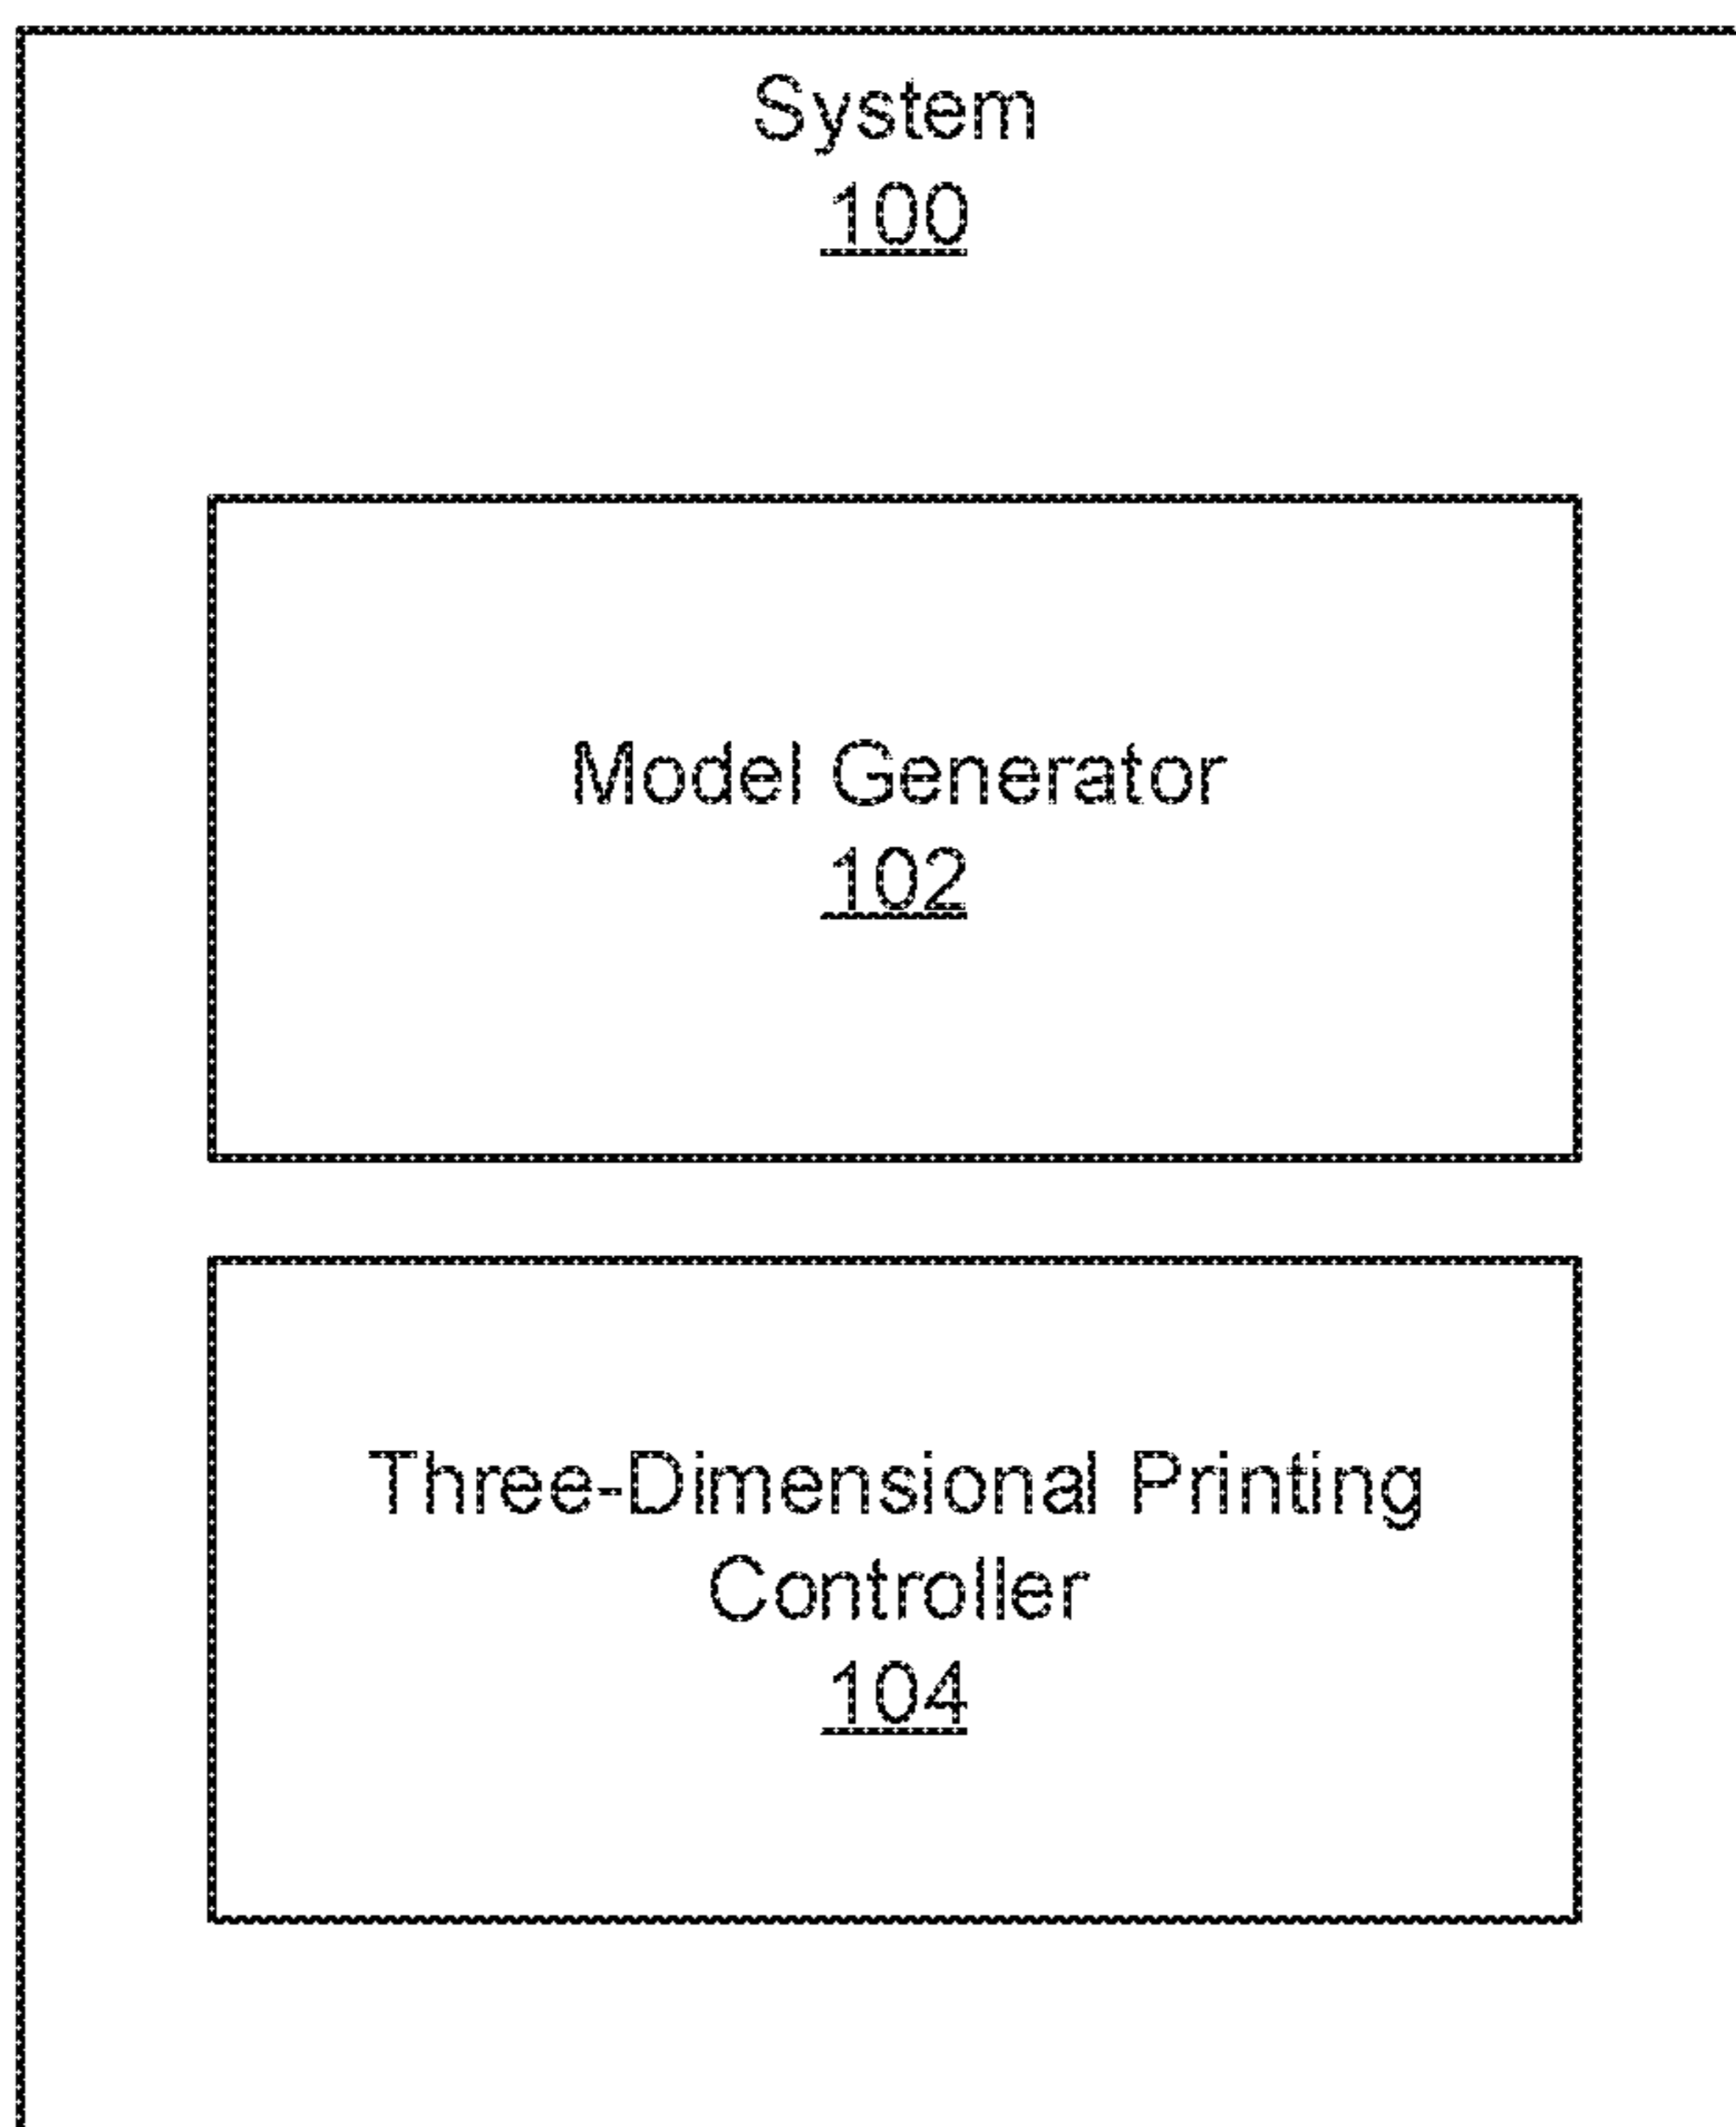 System
100
Model Generator
102
Three-Dimensional Printing
Controller
104